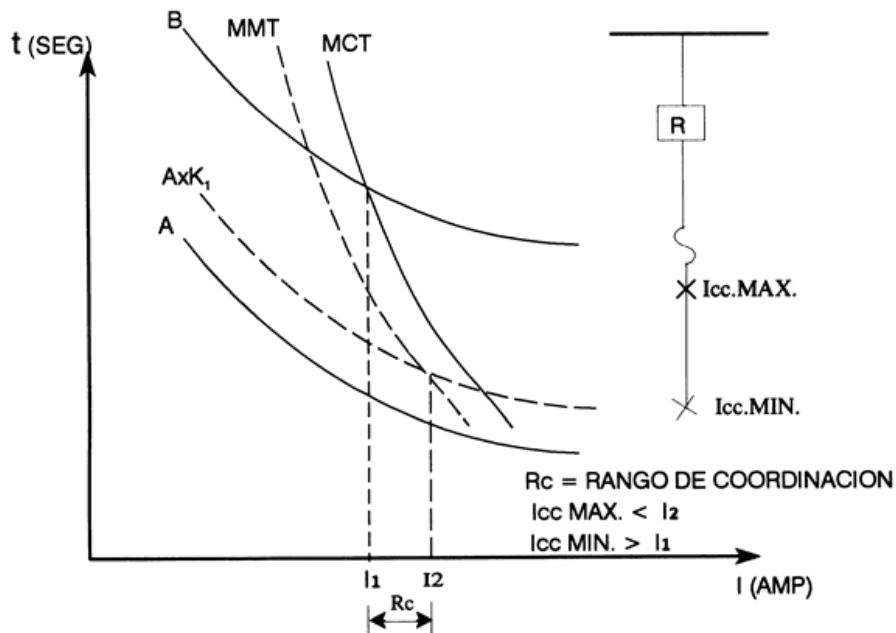 B
MMT
MCT
t (SEG)
R
AxK₁
A
Icc.MAX.
Icc.MIN.
Rc = RANGO DE COORDINACION
Icc MAX. < I₂
Icc MIN. > I₁
I₁
I2
I (AMP)
Rc